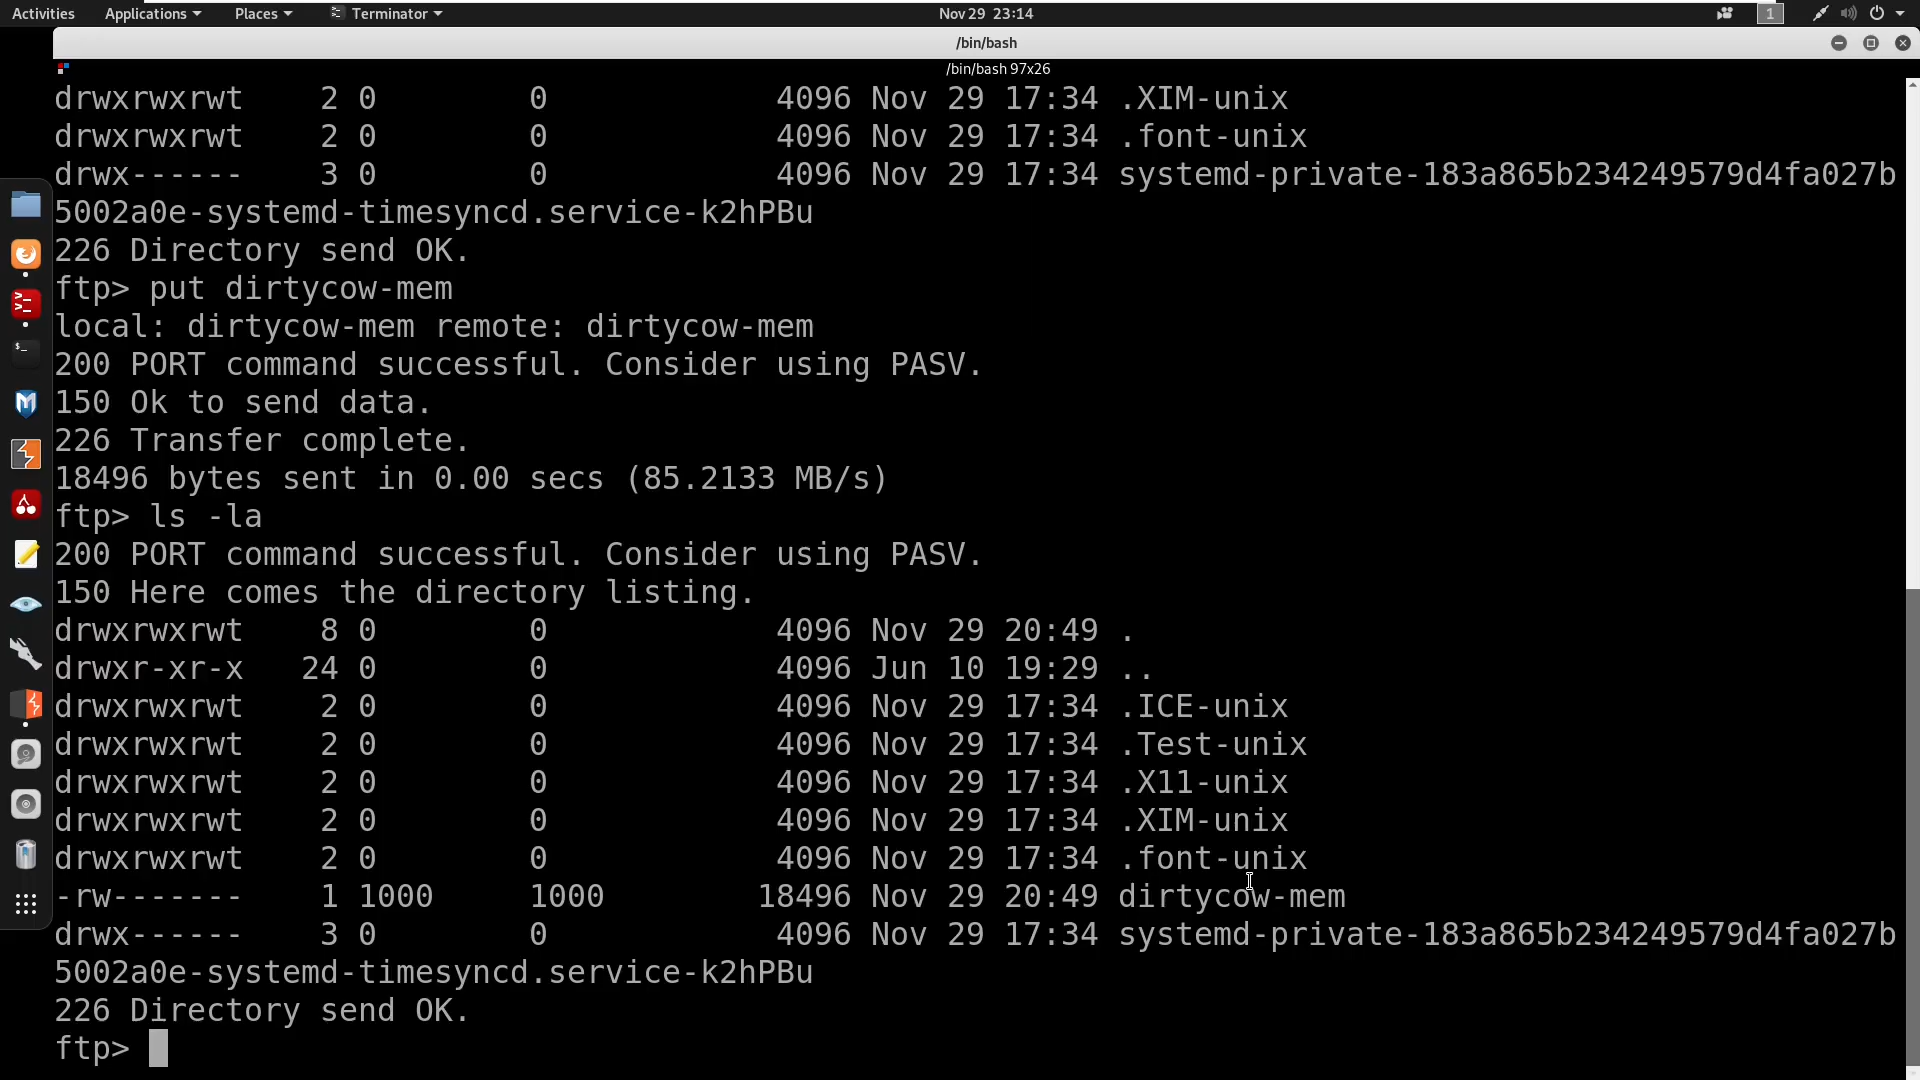 Activities Applications Places Terminator Nov 29 23:14 1
/bin/bash
/bin/bash 97x26
drwxrwxrwt    2 0        0            4096 Nov 29 17:34 .XIM-unix
drwxrwxrwt    2 0        0            4096 Nov 29 17:34 .font-unix
drwx------    3 0        0            4096 Nov 29 17:34 systemd-private-183a865b234249579d4fa027b
5002a0e-systemd-timesyncd.service-k2hPBu
226 Directory send OK.
ftp> put dirtycow-mem
local: dirtycow-mem remote: dirtycow-mem
200 PORT command successful. Consider using PASV.
150 Ok to send data.
226 Transfer complete.
18496 bytes sent in 0.00 secs (85.2133 MB/s)
ftp> ls -la
200 PORT command successful. Consider using PASV.
150 Here comes the directory listing.
drwxrwxrwt    8 0        0            4096 Nov 29 20:49 .
drwxr-xr-x   24 0        0            4096 Jun 10 19:29 ..
drwxrwxrwt    2 0        0            4096 Nov 29 17:34 .ICE-unix
drwxrwxrwt    2 0        0            4096 Nov 29 17:34 .Test-unix
drwxrwxrwt    2 0        0            4096 Nov 29 17:34 .X11-unix
drwxrwxrwt    2 0        0            4096 Nov 29 17:34 .XIM-unix
drwxrwxrwt    2 0        0            4096 Nov 29 17:34 .font-unix
-rw-------    1 1000     1000        18496 Nov 29 20:49 dirtycow-mem
drwx------    3 0        0            4096 Nov 29 17:34 systemd-private-183a865b234249579d4fa027b
5002a0e-systemd-timesyncd.service-k2hPBu
226 Directory send OK.
ftp>